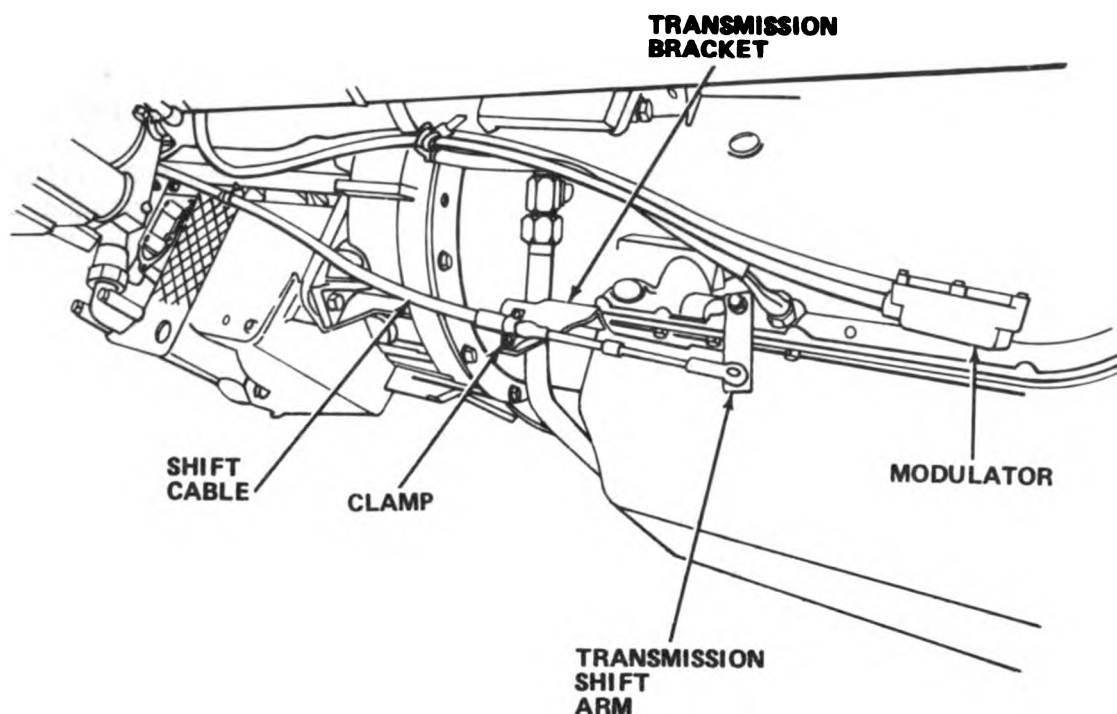 TRANSMISSION
BRACKET
SHIFT
CABLE
CLAMP
MODULATOR
TRANSMISSION
SHIFT
ARM